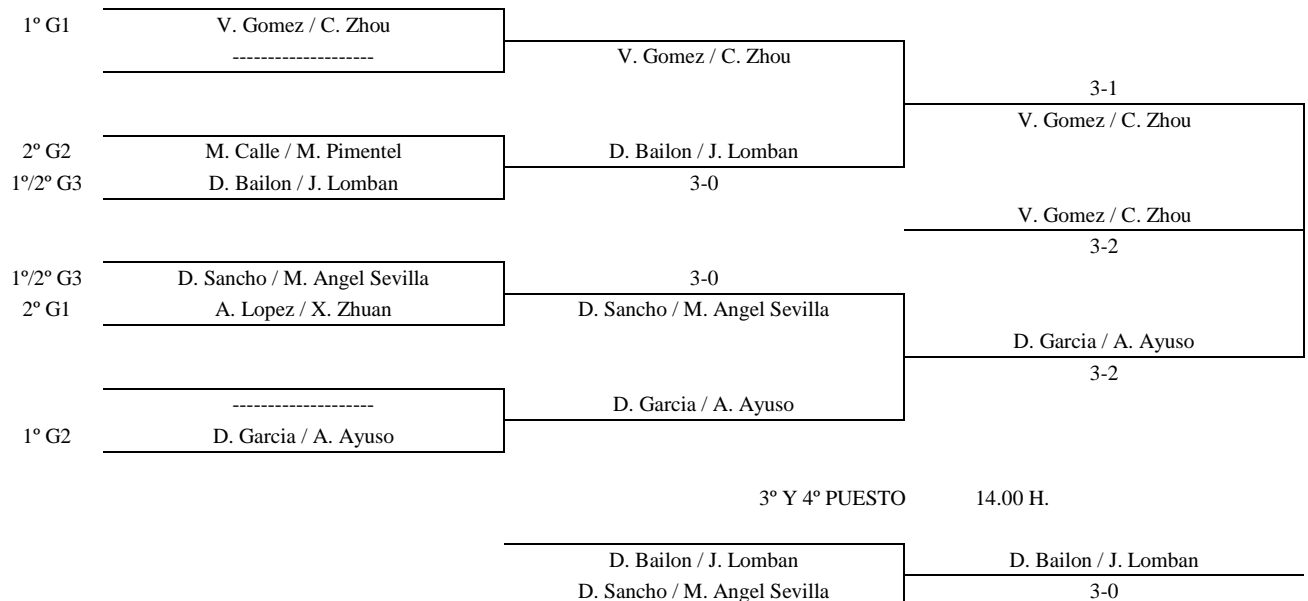 1º G1 V. Gomez / C. Zhou
-------------------- V. Gomez / C. Zhou
3-1
V. Gomez / C. Zhou
2º G2 M. Calle / M. Pimentel D. Bailon / J. Lomban
1º/2º G3 D. Bailon / J. Lomban 3-0
V. Gomez / C. Zhou
3-2
1º/2º G3 D. Sancho / M. Angel Sevilla 3-0
2º G1 A. Lopez / X. Zhuan D. Sancho / M. Angel Sevilla
D. Garcia / A. Ayuso
3-2
-------------------- D. Garcia / A. Ayuso
1º G2 D. Garcia / A. Ayuso
3º Y 4º PUESTO 14.00 H.
D. Bailon / J. Lomban D. Bailon / J. Lomban
D. Sancho / M. Angel Sevilla 3-0